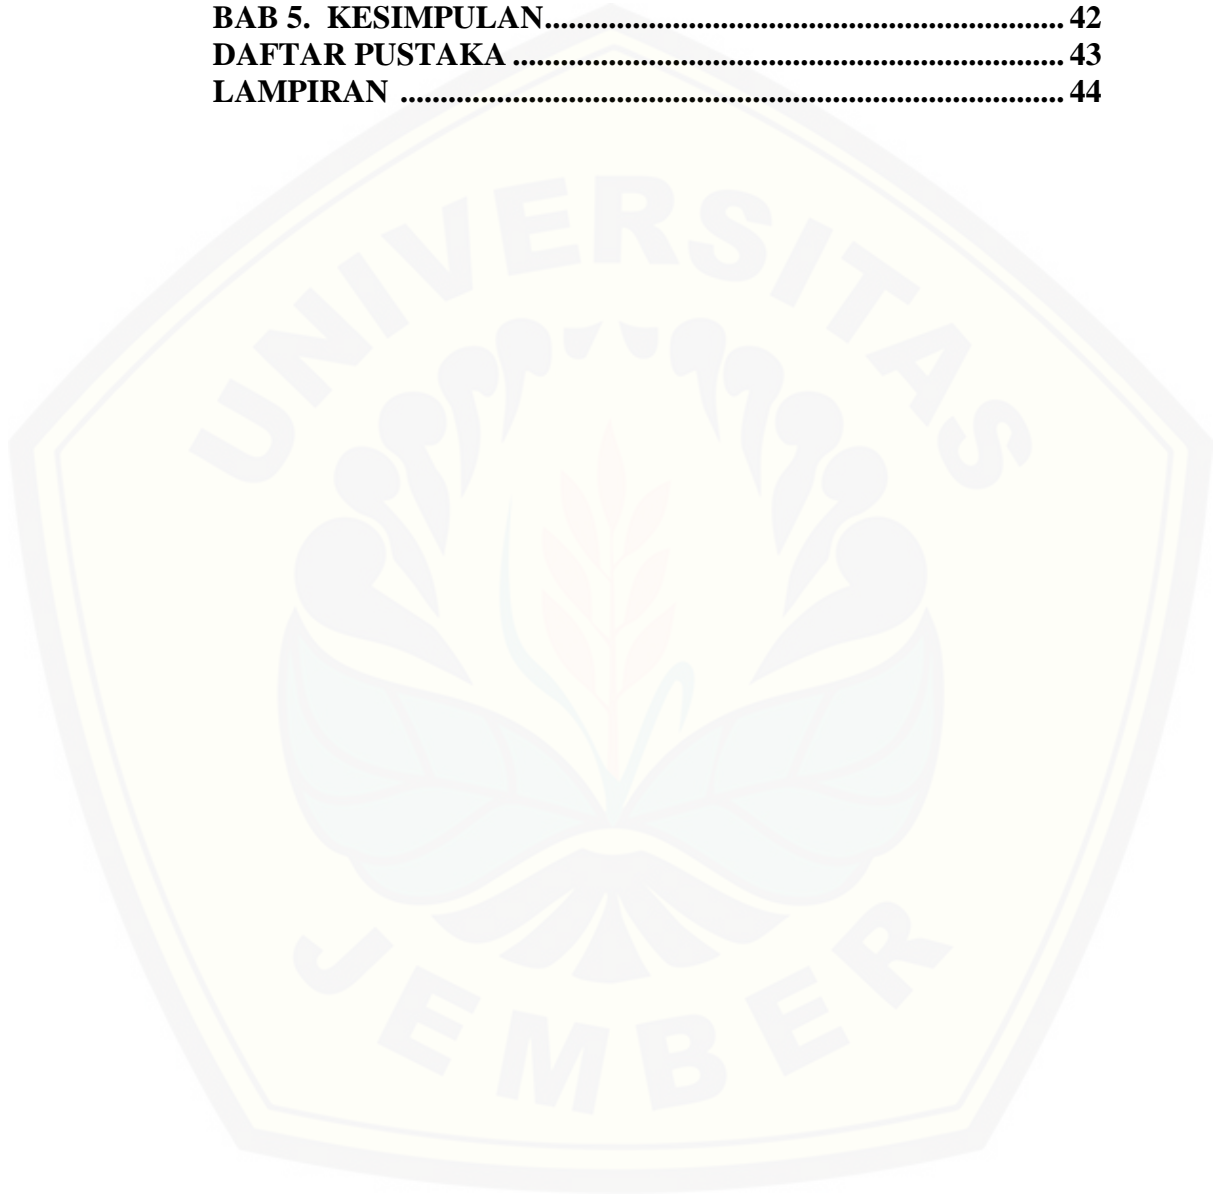 BAB 5. KESIMPULAN.................................................................. 42
DAFTAR PUSTAKA ...................................................................... 43
LAMPIRAN .................................................................................... 44
UNIVERSITAS
JEMBER